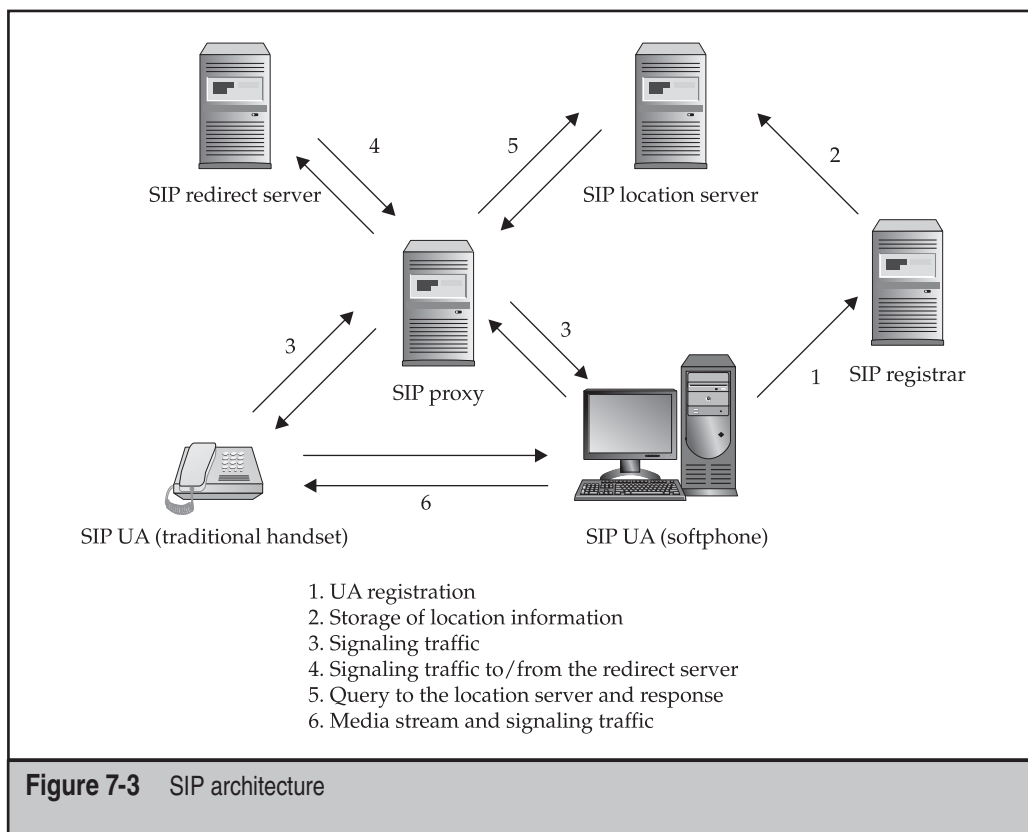 4
5
2
SIP redirect server
SIP location server
3
3
SIP proxy
1
SIP registrar
6
SIP UA (traditional handset)
SIP UA (softphone)
1. UA registration
2. Storage of location information
3. Signaling traffic
4. Signaling traffic to/from the redirect server
5. Query to the location server and response
6. Media stream and signaling traffic
Figure 7-3 SIP architecture